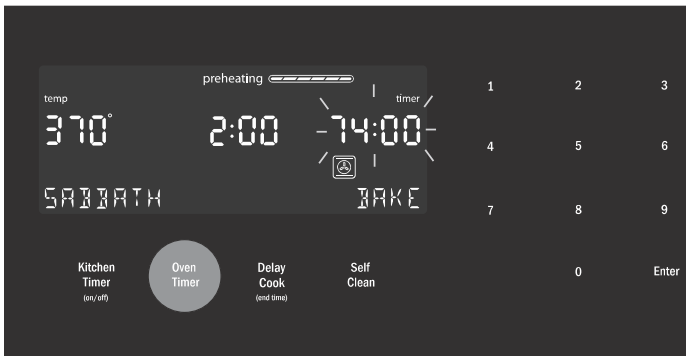 preheating
temp
timer
370°
2:00
74:00
SABBATH
BAKE
1 2 3
4 5 6
7 8 9
0 Enter
Kitchen
Timer
(on/off)
Oven
Timer
Delay
Cook
(end time)
Self
Clean